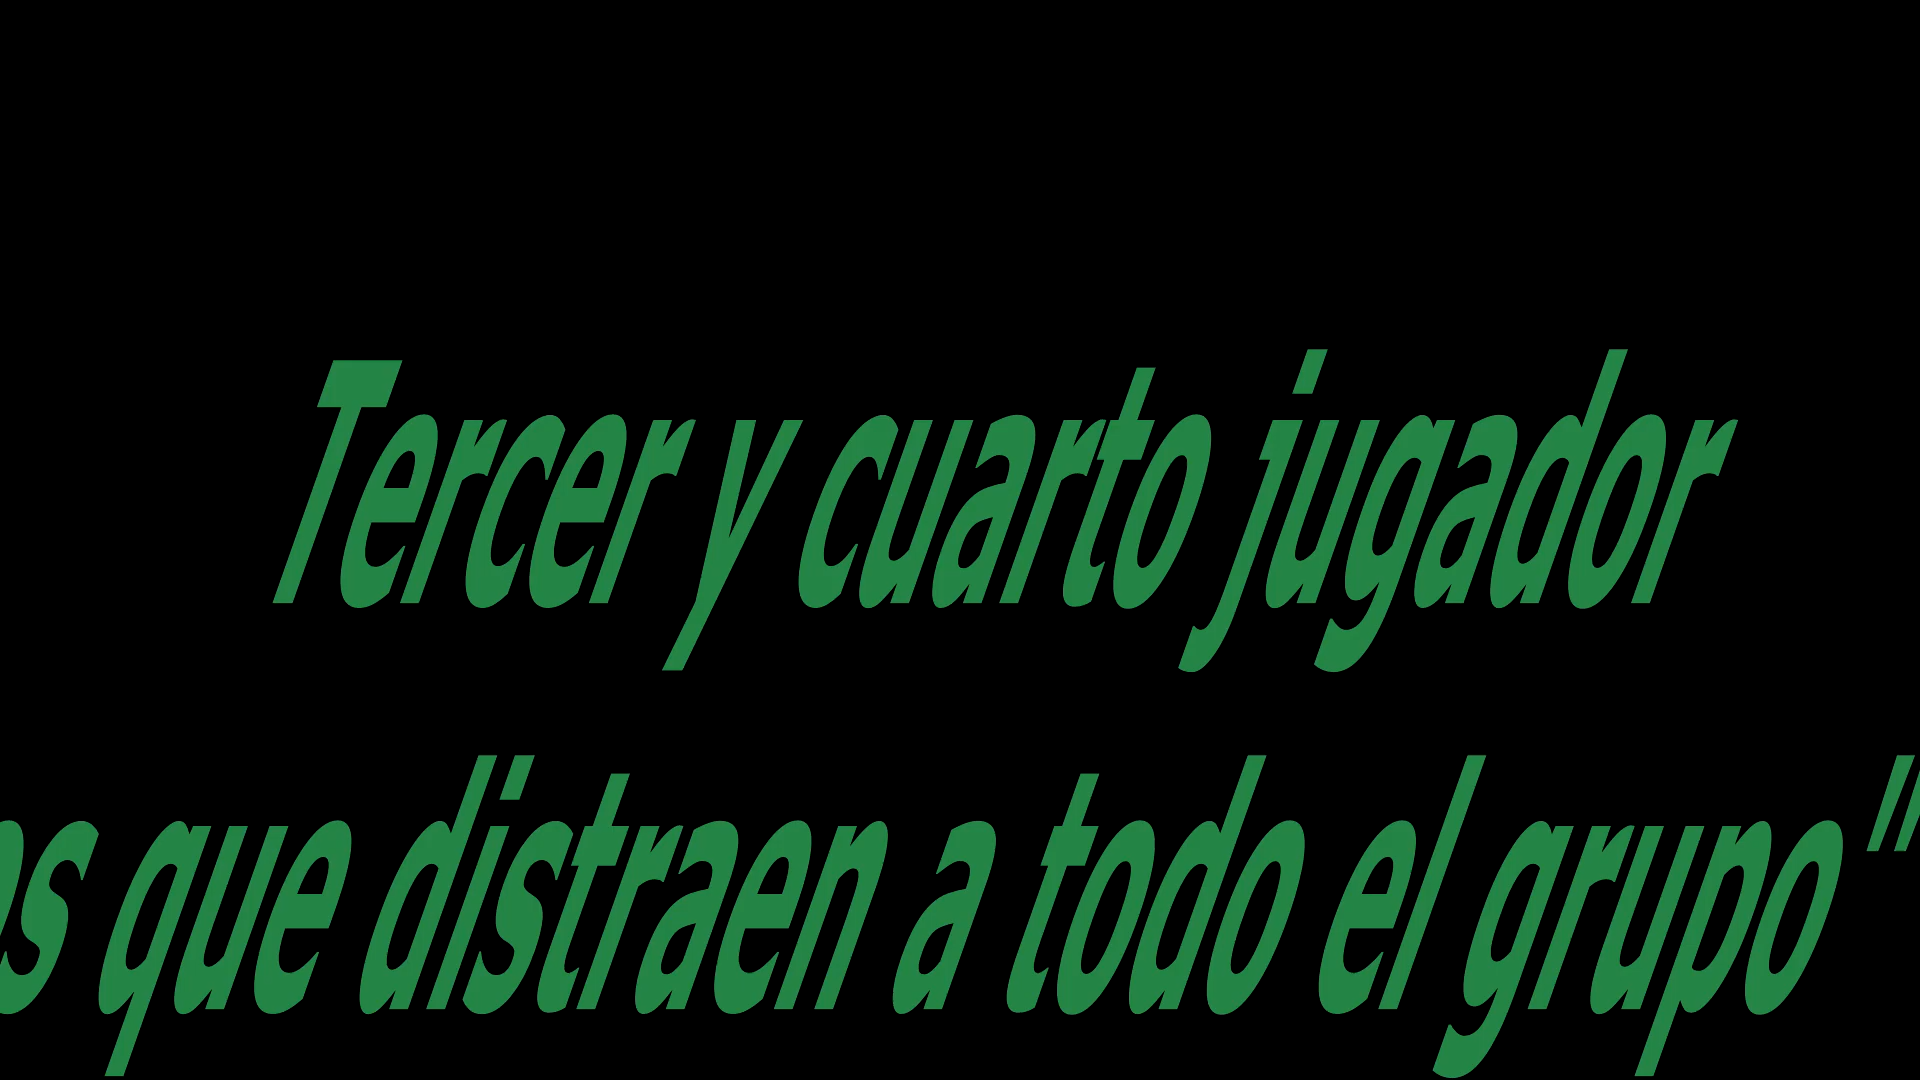 Tercer y cuarto jugador
que distraen a todo el grupo"